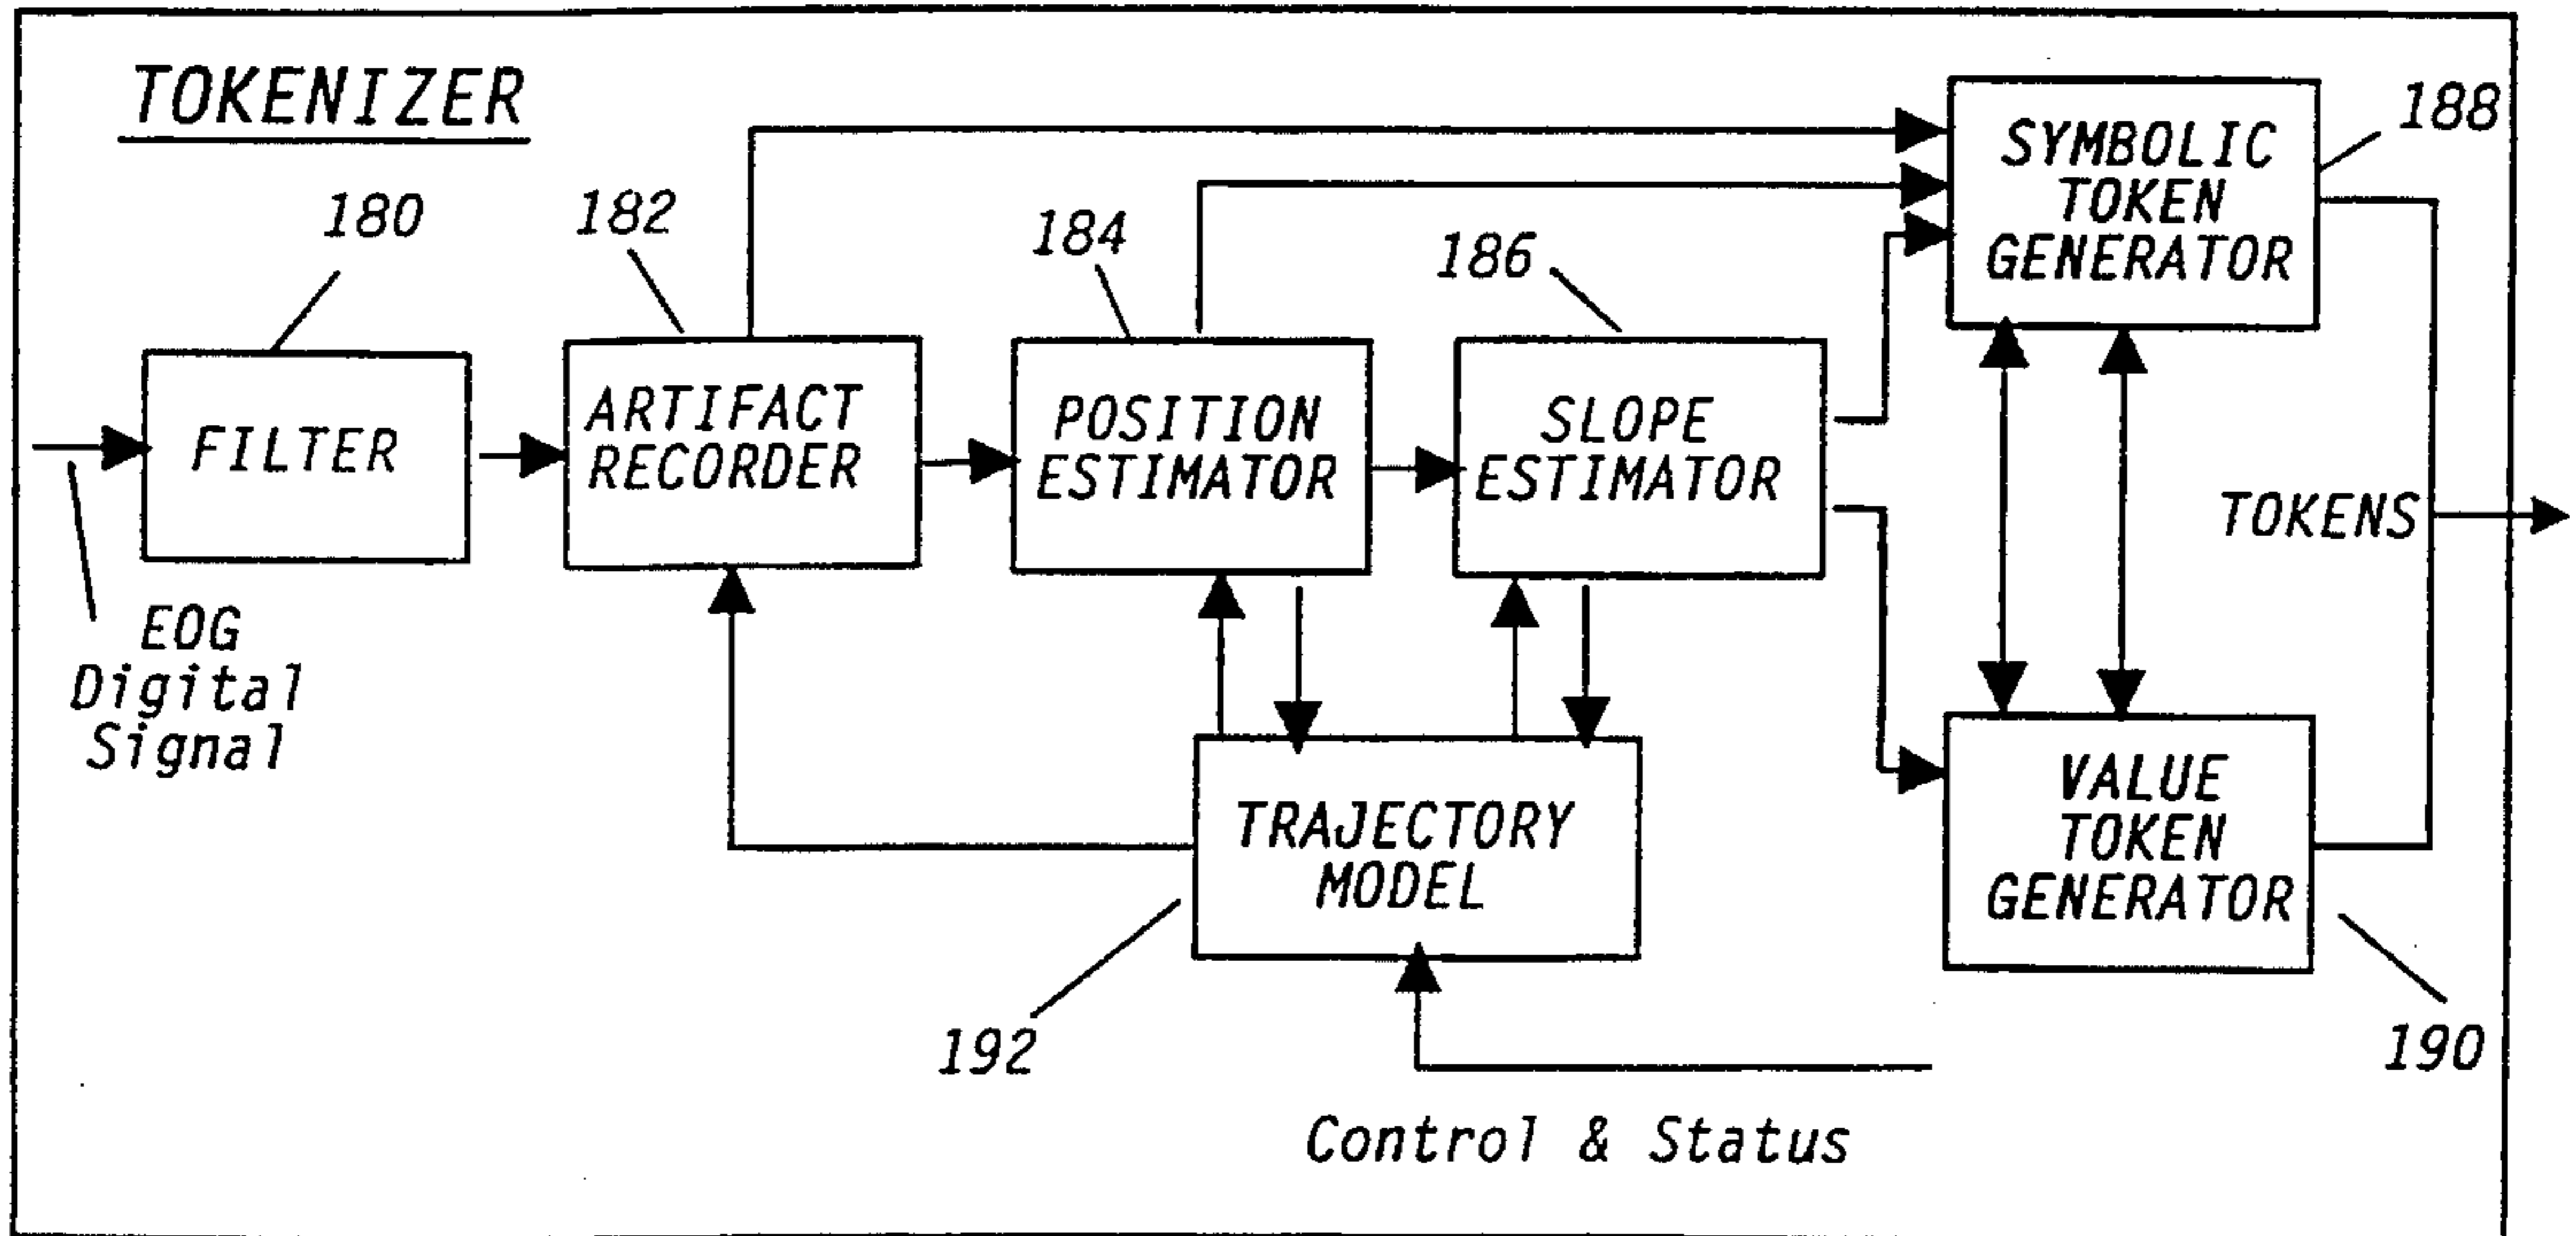 TOKENIZER
180
182
184
186
188
SYMBOLIC
TOKEN
GENERATOR
FILTER
ARTIFACT
RECORDER
POSITION
ESTIMATOR
SLOPE
ESTIMATOR
TOKENS
EOG
Digital
Signal
TRAJECTORY
MODEL
VALUE
TOKEN
GENERATOR
192
190
Control & Status